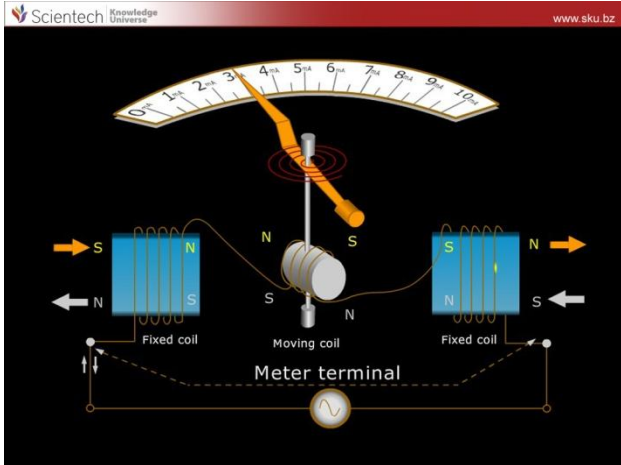 Scientech Knowledge Universe
www.sku.bz
0mA 1mA 2mA 3mA 4mA 5mA 6mA 7mA 8mA 9mA 10mA
N S
S N S N
N S S N N S
Fixed coil Moving coil Fixed coil
Meter terminal